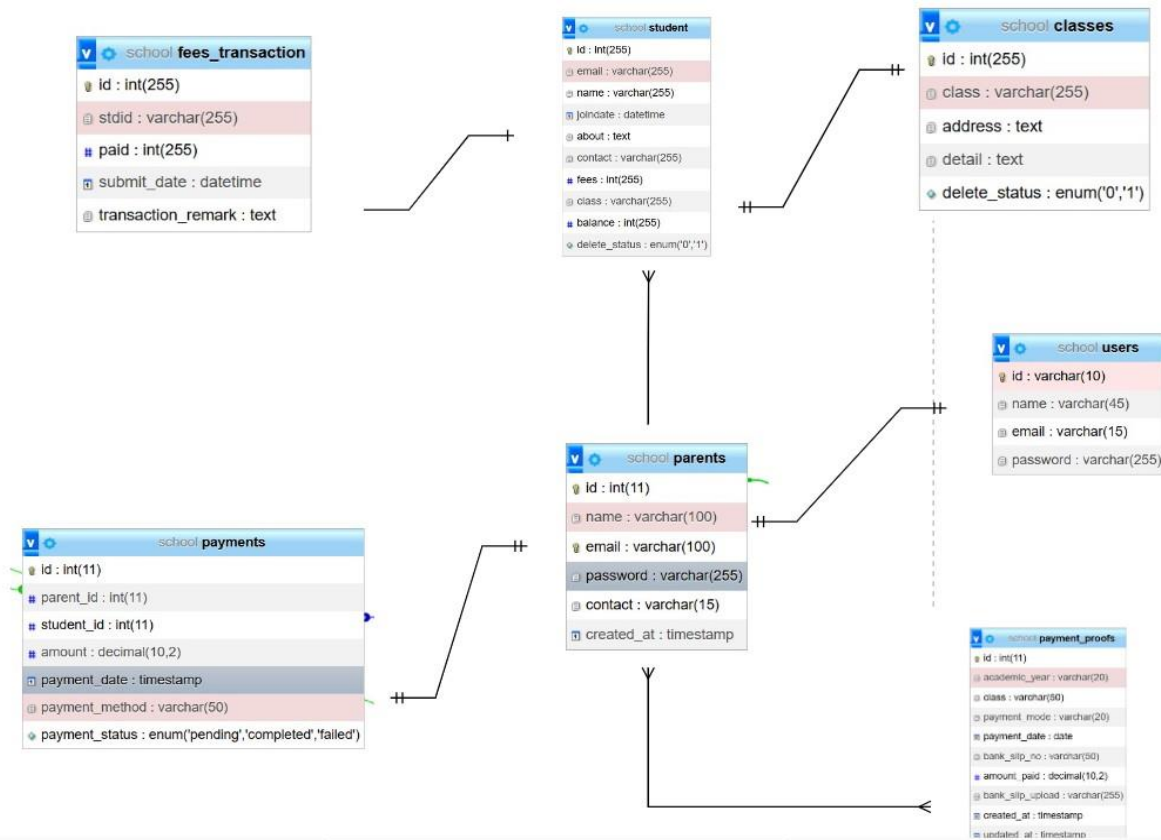 v school fees_transaction
id : int(255)
stdid : varchar(255)
# paid : int(255)
submit_date : datetime
transaction_remark : text
v school student
id : int(255)
email : varchar(255)
name : varchar(255)
joindate : datetime
about : text
contact : varchar(255)
# fees : int(255)
class : varchar(255)
# balance : int(255)
delete_status : enum('0','1')
v school classes
id : int(255)
class : varchar(255)
address : text
detail : text
delete_status : enum('0','1')
v school users
id : varchar(10)
name : varchar(45)
email : varchar(15)
password : varchar(255)
v school parents
id : int(11)
name : varchar(100)
email : varchar(100)
password : varchar(255)
contact : varchar(15)
created_at : timestamp
v school payments
id : int(11)
# parent_id : int(11)
# student_id : int(11)
# amount : decimal(10,2)
payment_date : timestamp
payment_method : varchar(50)
payment_status : enum('pending','completed','failed')
v school payment_proofs
id : int(11)
academic_year : varchar(20)
class : varchar(50)
payment_mode : varchar(20)
payment_date : date
bank_slip_no : varchar(50)
# amount_paid : decimal(10,2)
bank_slip_upload : varchar(255)
created_at : timestamp
updated_at : timestamp